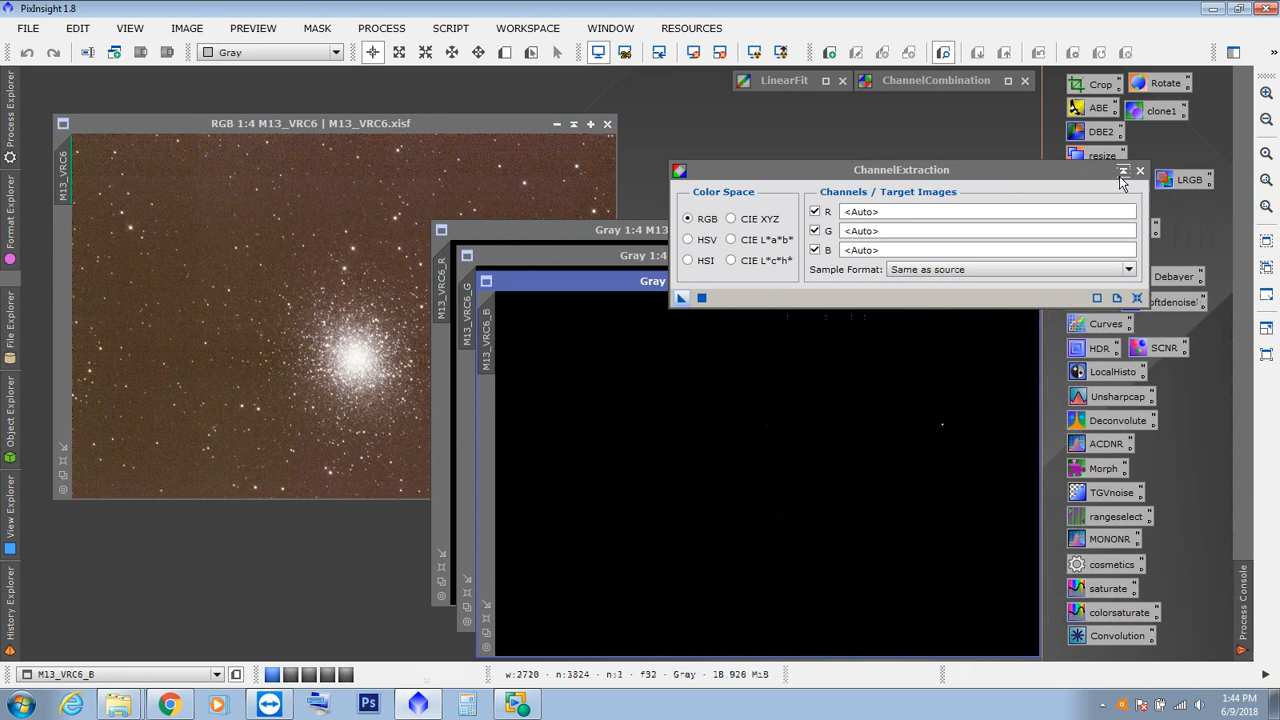 PixInsight 1.8
FILE EDIT VIEW IMAGE PROCESS PREVIEW MASK SCRIPT WORKSPACE WINDOW RESOURCES
Gray
LinearFit ChannelCombination
Process Explorer
Format Explorer
File Explorer
Object Explorer
View Explorer
History Explorer
RGB 1:4 M13_VRC6 | M13_VRC6.xisf
M13_VRC6
Gray 1:4 M13
M13_VRC6_R
Gray 1:4
M13_VRC6_G
Gray
M13_VRC6_B
ChannelExtraction
Color Space
RGB CIE XYZ
HSV CIE L*a*b*
HSI CIE L*c*h*
Channels / Target Images
R <Auto>
G <Auto>
B <Auto>
Sample Format: Same as source
Crop Rotate
ABE clone1
DBE2
resize
LRGB
Debayer
oftdenois
Curves
HDR SCNR
LocalHisto
Unsharpcap
Deconvolute
ACDNR
Morph
TGVnoise
rangeselect
MONONR
cosmetics
saturate
colorsaturate
Convolution
Process Console
M13_VRC6_B
w:2720 · h:1824 · n:1 · f32 · Gray · 18.926 MiB
Ps
1:44 PM
6/9/2018